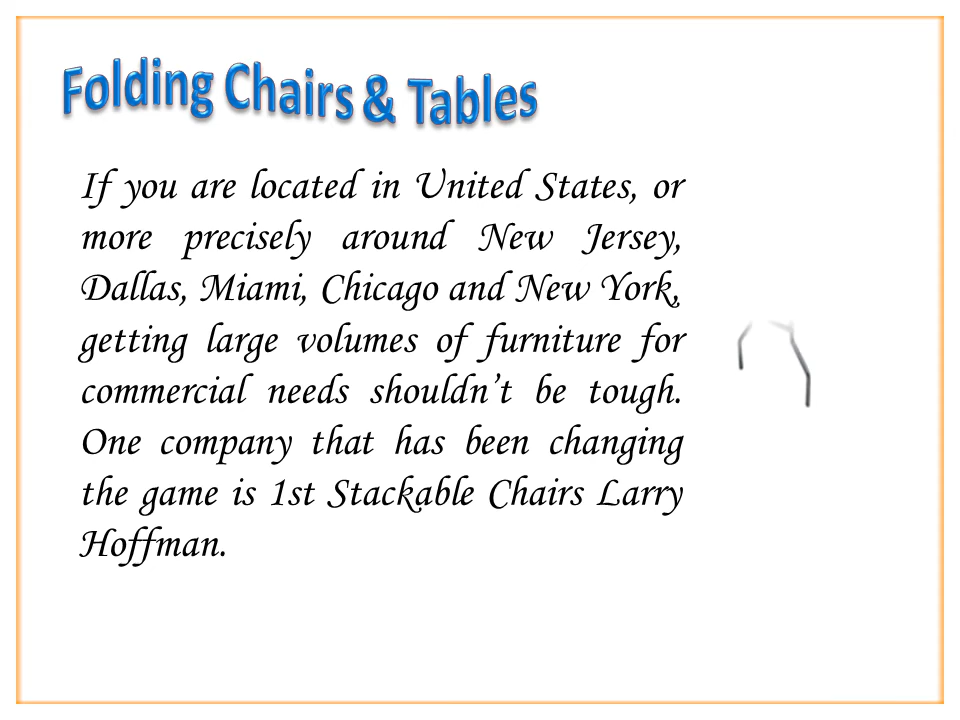 Folding Chairs & Tables
If you are located in United States, or
more precisely around New Jersey,
Dallas, Miami, Chicago and New York,
getting large volumes of furniture for
commercial needs shouldn’t be tough.
One company that has been changing
the game is 1st Stackable Chairs Larry
Hoffman.